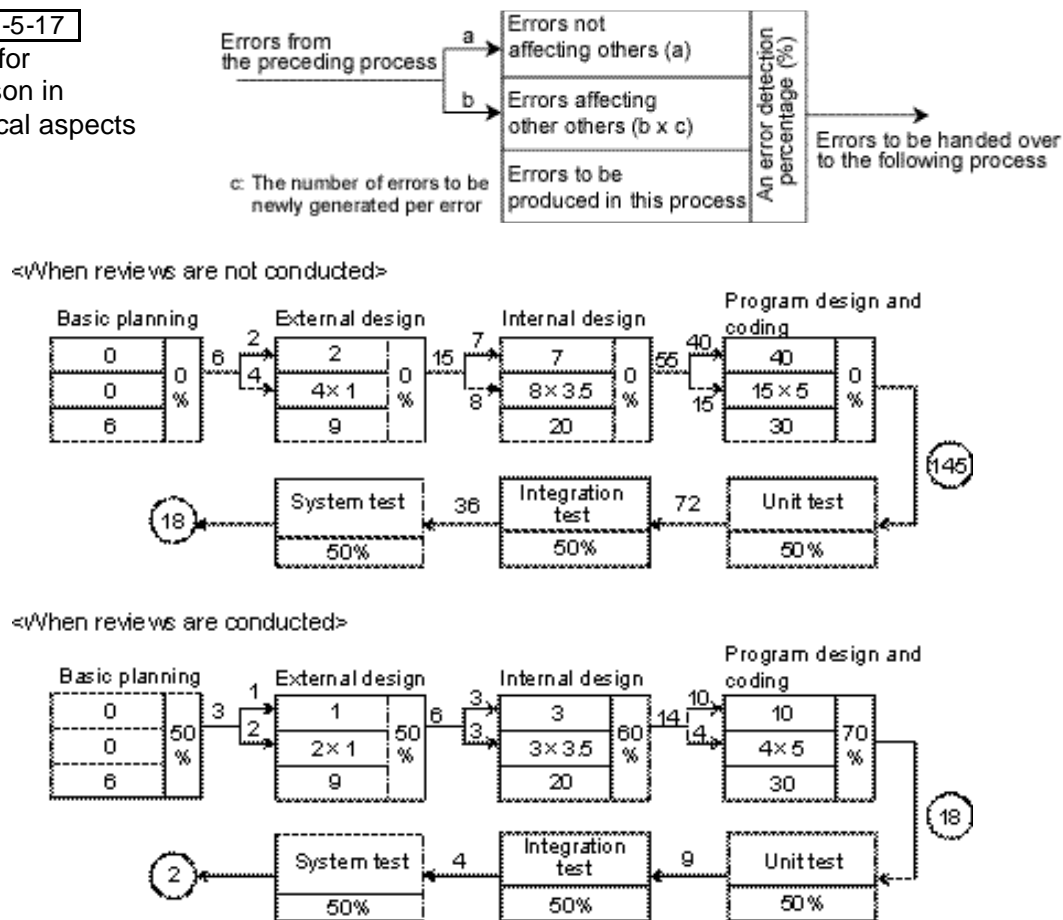 -5-17
for
son in
cal aspects
Errors from
the preceding process
a
b
Errors not
affecting others (a)
Errors affecting
other others (b x c)
Errors to be
produced in this process
An error detection
percentage (%)
Errors to be handed over
to the following process
c: The number of errors to be
newly generated per error
<When reviews are not conducted>
Basic planning
0
0
6
0
%
6
2
4
External design
2
4×1
9
0
%
15
7
8
Internal design
7
8×3.5
20
0
%
55
40
15
Program design and
coding
40
15×5
30
0
%
145
Unit test
50%
72
Integration
test
50%
36
System test
50%
18
<When reviews are conducted>
Basic planning
0
0
6
50
%
3
1
2
External design
1
2×1
9
50
%
6
3
3
Internal design
3
3×3.5
20
60
%
14
10
4
Program design and
coding
10
4×5
30
70
%
18
Unit test
50%
9
Integration
test
50%
4
System test
50%
2